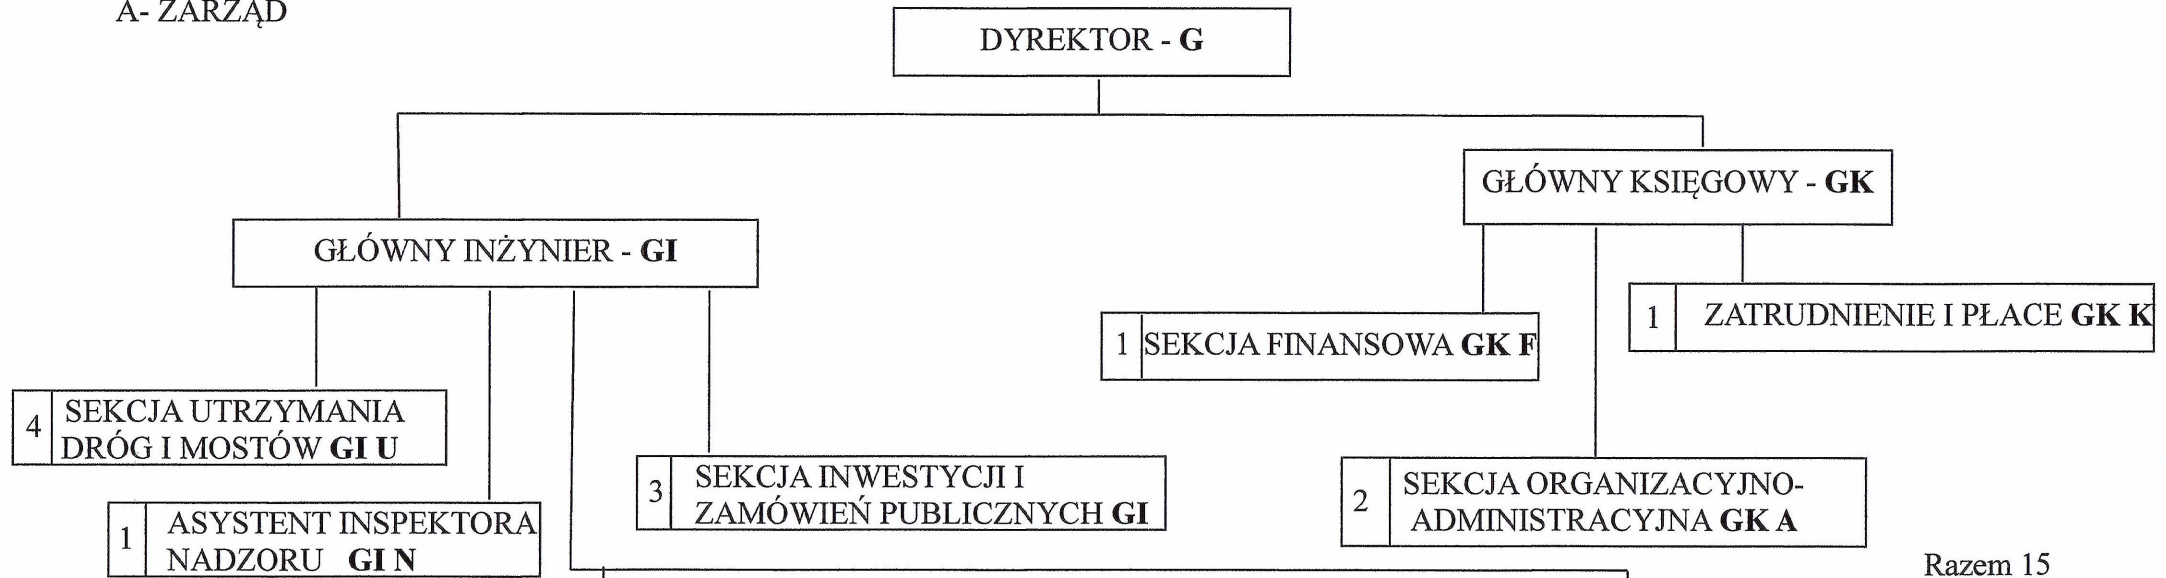 A- ZARZĄD
DYREKTOR - G
GŁÓWNY KSIĘGOWY - GK
GŁÓWNY INŻYNIER - GI
1 ZATRUDNIENIE I PŁACE GK K
1 SEKCJA FINANSOWA GK F
4 SEKCJA UTRZYMANIA
DRÓG I MOSTÓW GI U
3 SEKCJA INWESTYCJI I
ZAMÓWIEŃ PUBLICZNYCH GI
2 SEKCJA ORGANIZACYJNO-
ADMINISTRACYJNA GK A
1 ASYSTENT INSPEKTORA
NADZORU GI N
Razem 15